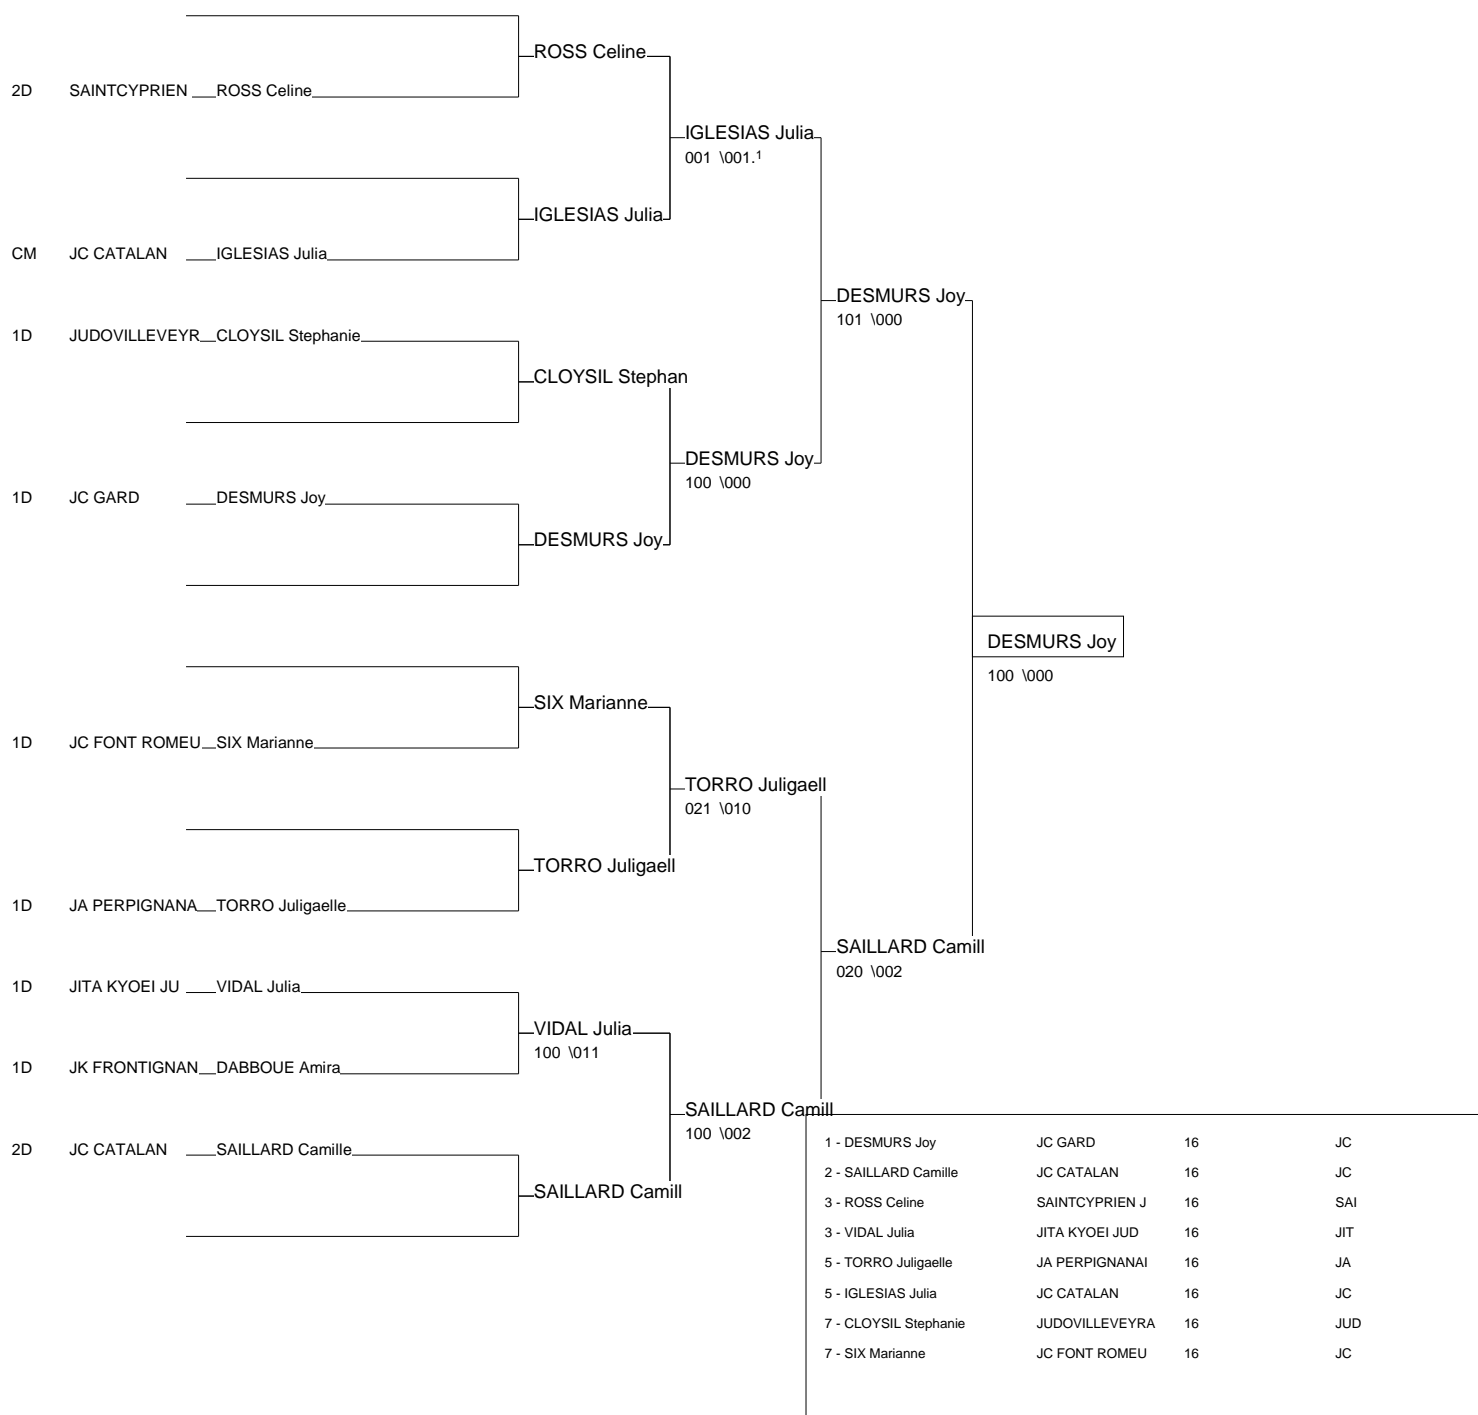 ROSS Celine
2D SAINTCYPRIEN ROSS Celine
IGLESIAS Julia
001 \001.1
IGLESIAS Julia
CM JC CATALAN IGLESIAS Julia
DESMURS Joy
101 \000
1D JUDOVILLEVEYR CLOYSIL Stephanie
CLOYSIL Stephan
DESMURS Joy
100 \000
1D JC GARD DESMURS Joy
DESMURS Joy
DESMURS Joy
100 \000
SIX Marianne
1D JC FONT ROMEU SIX Marianne
TORRO Juligaell
021 \010
TORRO Juligaell
1D JA PERPIGNANA TORRO Juligaelle
SAILLARD Camill
020 \002
1D JITA KYOEI JU VIDAL Julia
VIDAL Julia
100 \011
1D JK FRONTIGNAN DABBOUE Amira
SAILLARD Camill
100 \002
2D JC CATALAN SAILLARD Camille
SAILLARD Camill
1 - DESMURS Joy JC GARD 16 JC
2 - SAILLARD Camille JC CATALAN 16 JC
3 - ROSS Celine SAINTCYPRIEN J 16 SAI
3 - VIDAL Julia JITA KYOEI JUD 16 JIT
5 - TORRO Juligaelle JA PERPIGNANAI 16 JA
5 - IGLESIAS Julia JC CATALAN 16 JC
7 - CLOYSIL Stephanie JUDOVILLEVEYRA 16 JUD
7 - SIX Marianne JC FONT ROMEU 16 JC